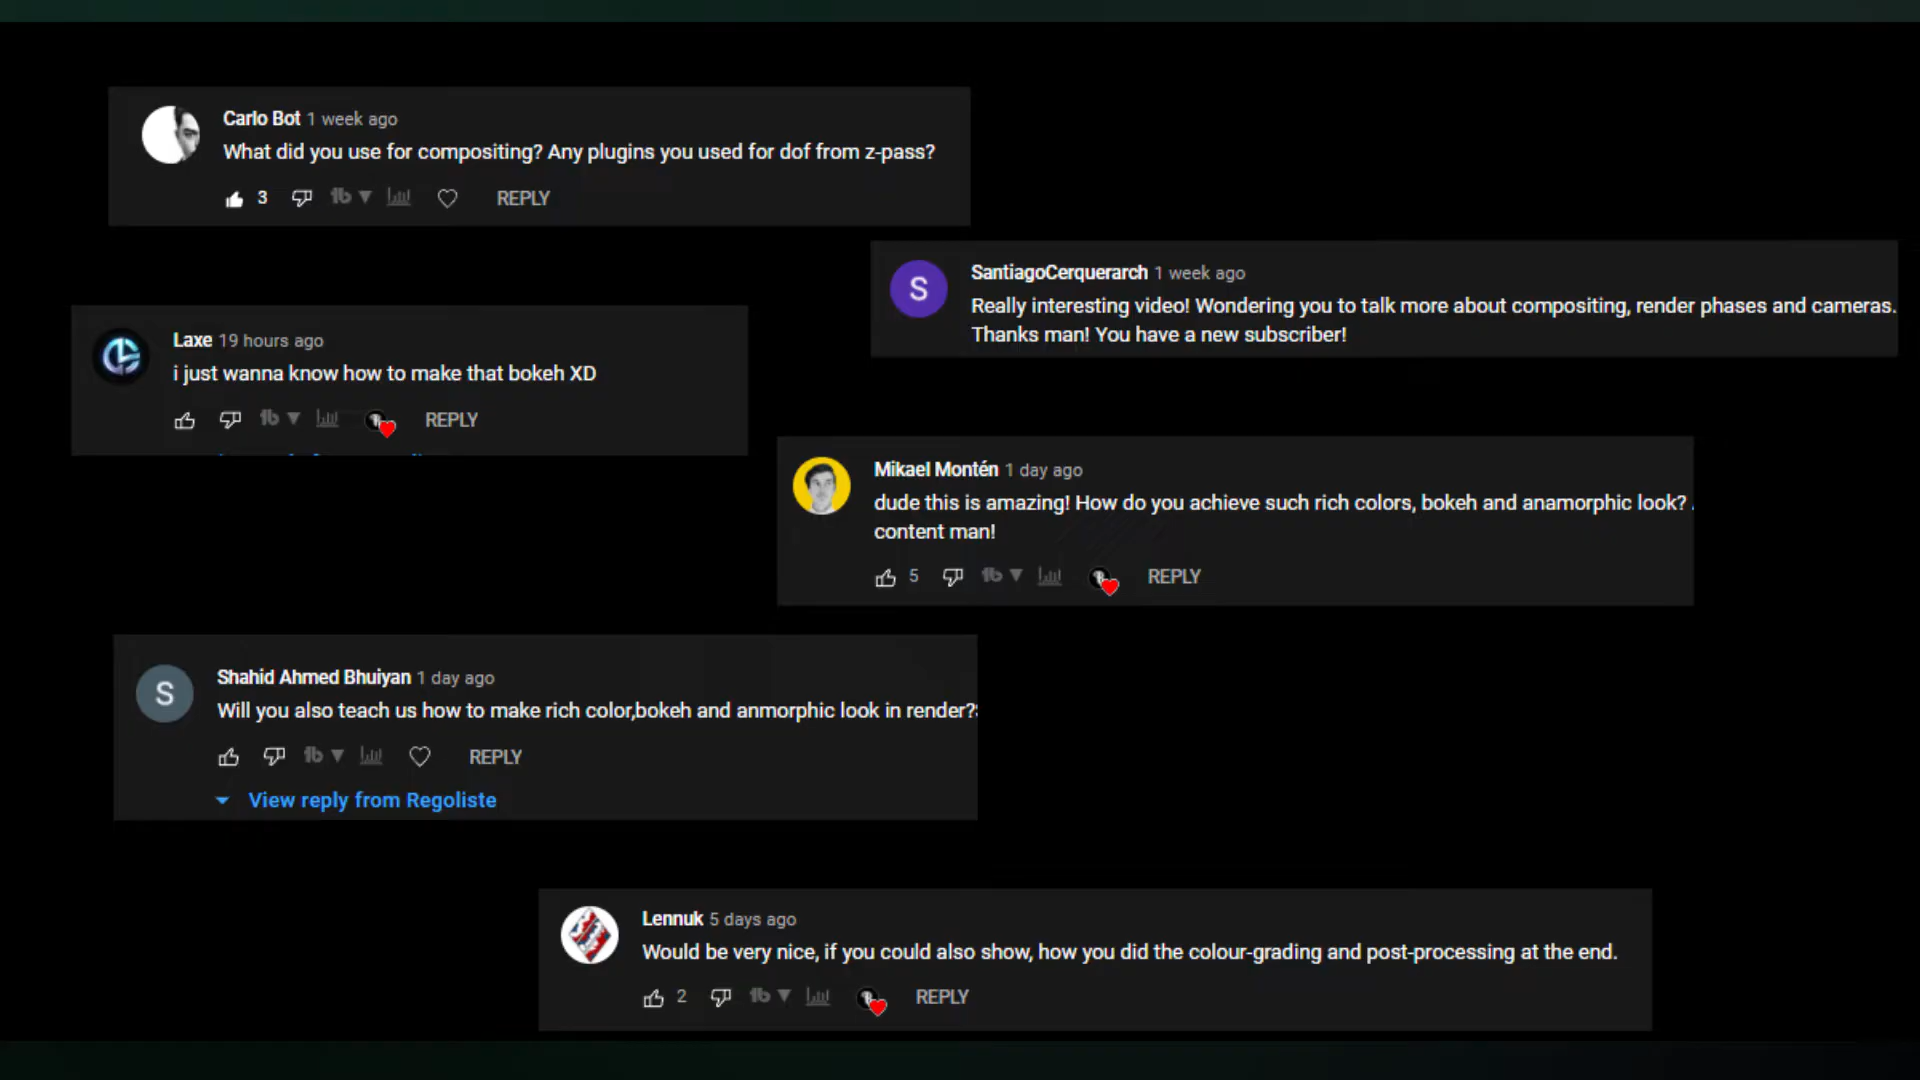 Carlo Bot 1 week ago
What did you use for compositing? Any plugins you used for dof from z-pass?
3 REPLY
S
SantiagoCerquerarch 1 week ago
Really interesting video! Wondering you to talk more about compositing, render phases and cameras.
Thanks man! You have a new subscriber!
Laxe 19 hours ago
i just wanna know how to make that bokeh XD
REPLY
Mikael Montén 1 day ago
dude this is amazing! How do you achieve such rich colors, bokeh and anamorphic look?
content man!
5 REPLY
S
Shahid Ahmed Bhuiyan 1 day ago
Will you also teach us how to make rich color,bokeh and anmorphic look in render?
REPLY
View reply from Regoliste
Lennuk 5 days ago
Would be very nice, if you could also show, how you did the colour-grading and post-processing at the end.
2 REPLY